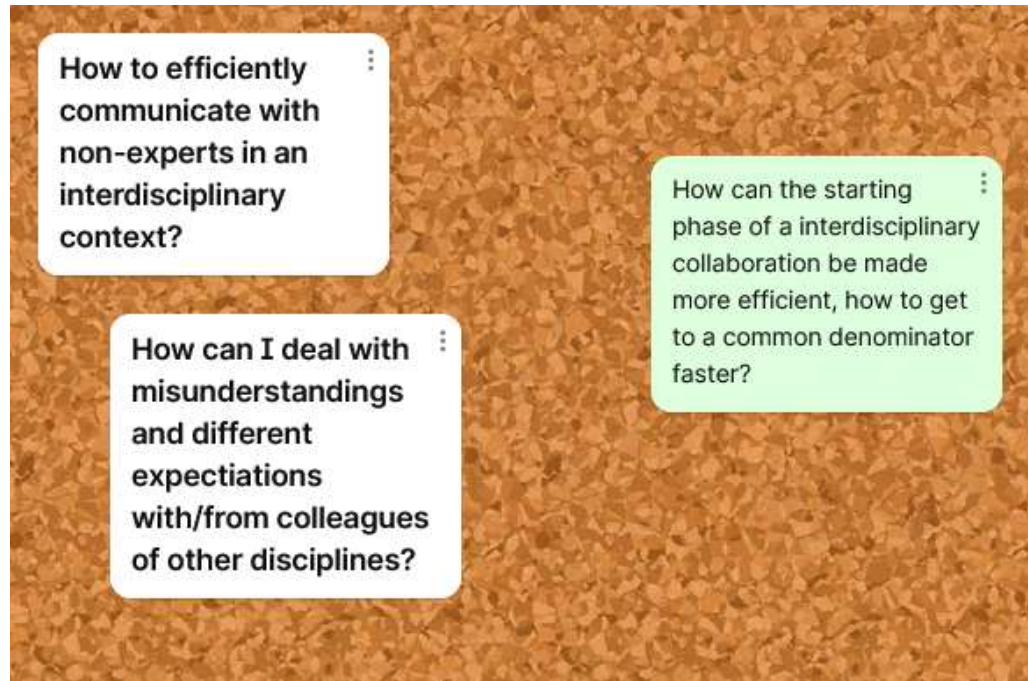 How to efficiently
communicate with
non-experts in an
interdisciplinary
context?
How can the starting
phase of a interdisciplinary
collaboration be made
more efficient, how to get
to a common denominator
faster?
How can I deal with
misunderstandings
and different
expectiations
with/from colleagues
of other disciplines?